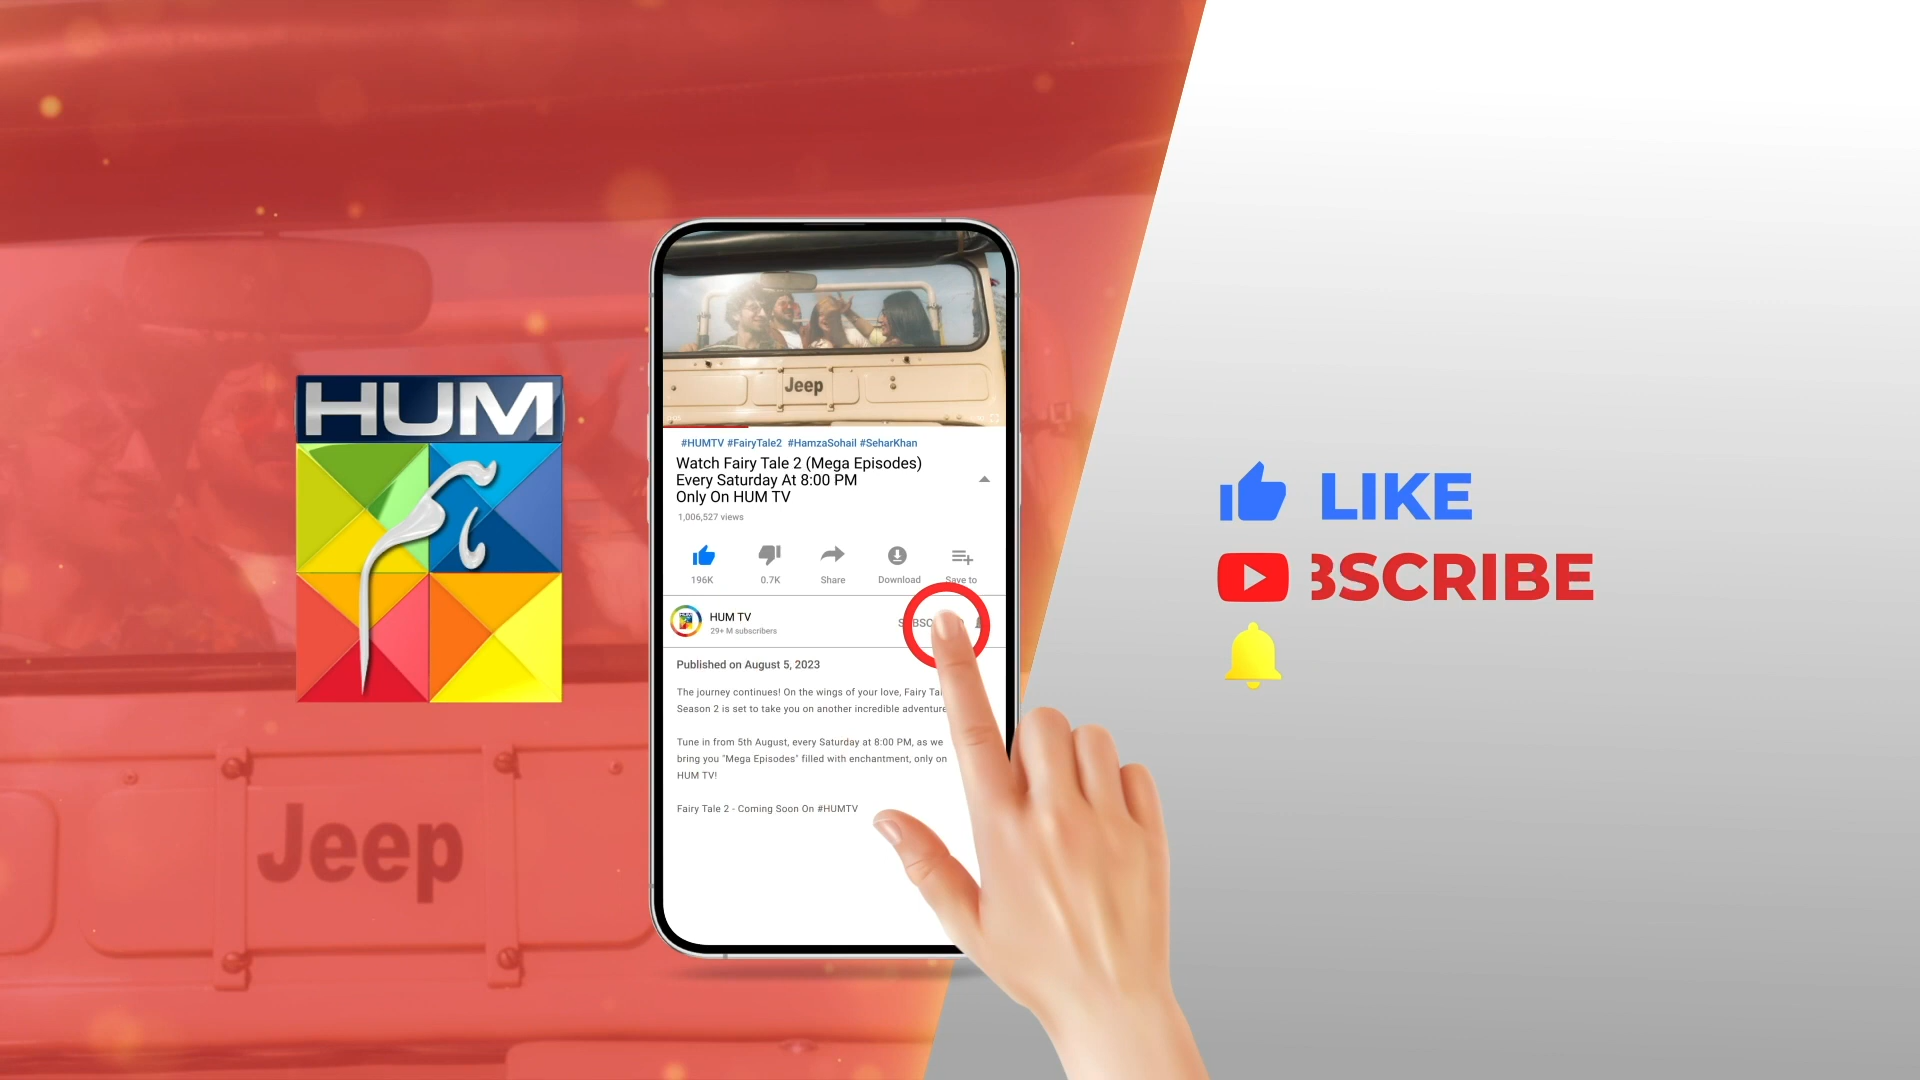 HUM
Jeep
Jeep
#HUMTV #FairyTale2 #HamzaSohail #SeharKhan
Watch Fairy Tale 2 (Mega Episodes)
Every Saturday At 8:00 PM
Only On HUM TV
1,006,527 views
196K
0.7K
Share
Download
Save to
HUM TV
29+ M subscribers
Published on August 5, 2023
The journey continues! On the wings of your love, Fairy
Season 2 is set to take you on another incredible adventure
Tune in from 5th August, every Saturday at 8:00 PM, as we
bring you "Mega Episodes" filled with enchantment, only on
HUM TV!
Fairy Tale 2 - Coming Soon On #HUMTV
LIKE
BSCRIBE